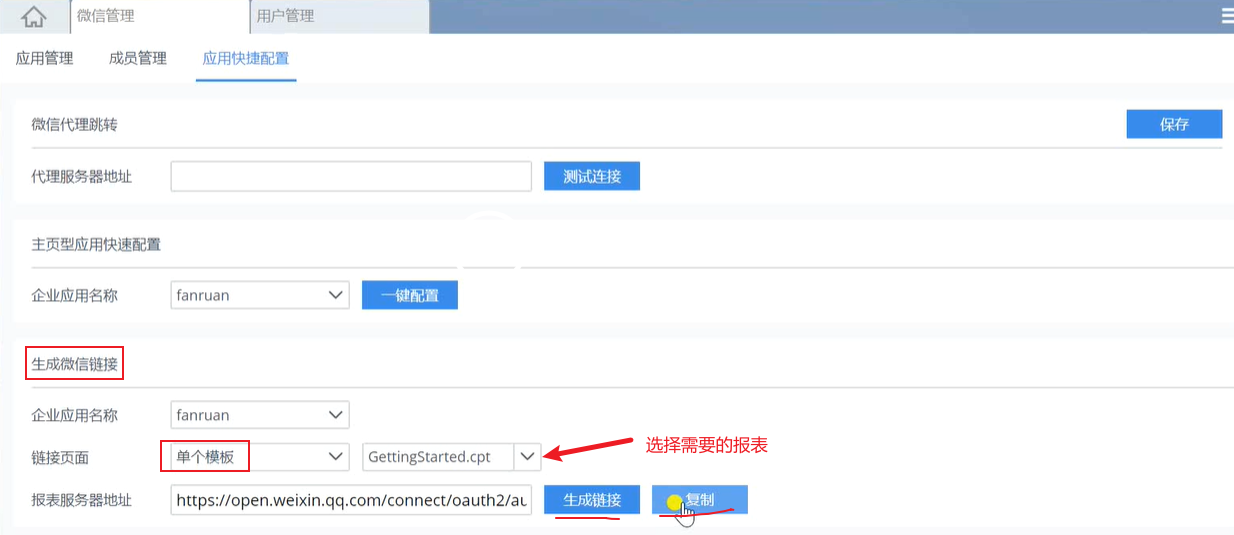 微信管理 用户管理
应用管理 成员管理 应用快捷配置
微信代理跳转 保存
代理服务器地址 测试连接
主页型应用快速配置
企业应用名称 fanruan 一键配置
生成微信链接
企业应用名称 fanruan
链接页面 单个模板 GettingStarted.cpt 选择需要的报表
报表服务器地址 https://open.weixin.qq.com/connect/oauth2/au 生成链接 复制